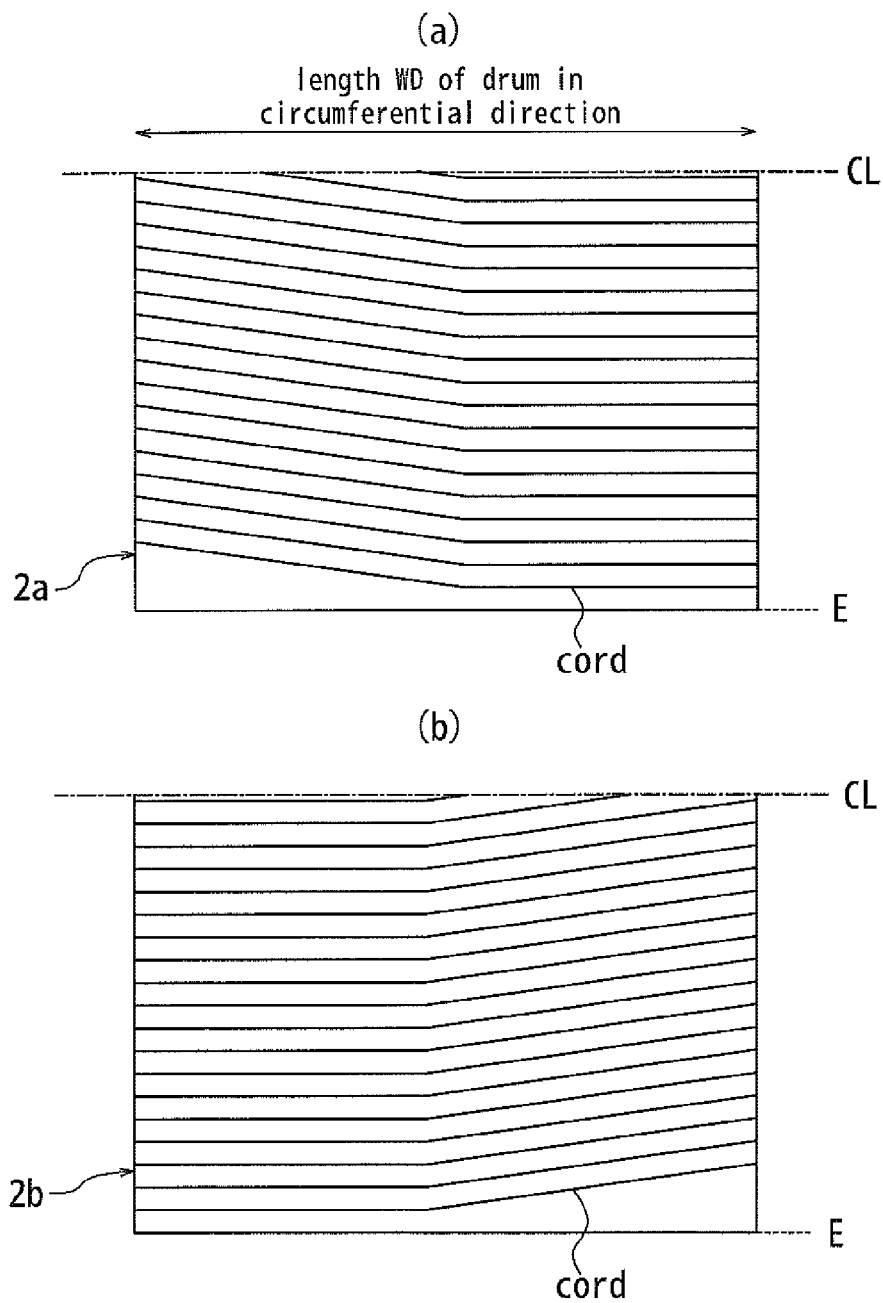 (a)
length WD of drum in
circumferential direction
CL
2a
E
cord
(b)
CL
2b
E
cord